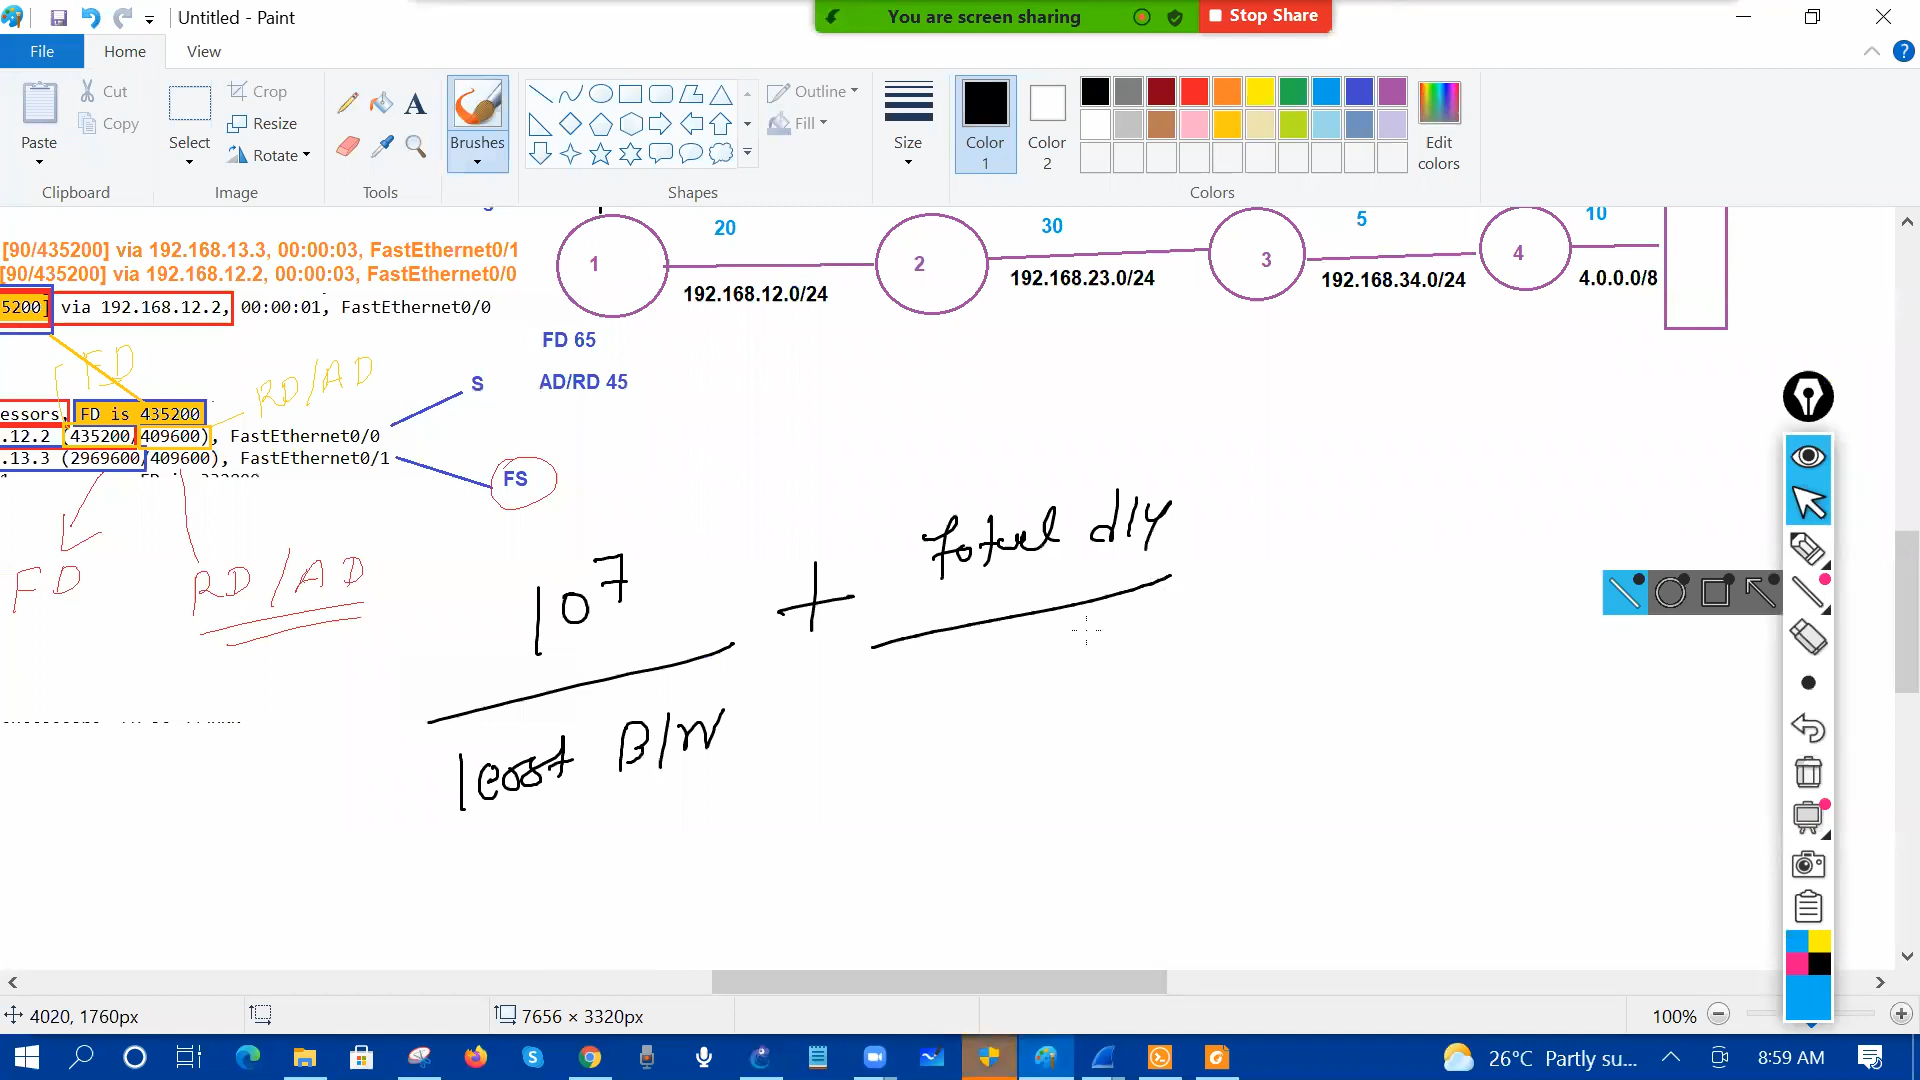 Untitled - Paint
You are screen sharing
Stop Share
File
Home
View
Paste
Cut
Copy
Clipboard
Select
Crop
Resize
Rotate
Image
Tools
Brushes
Shapes
Outline
Fill
Size
Color 1
Color 2
Edit colors
Colors
[90/435200] via 192.168.13.3, 00:00:03, FastEthernet0/1
[90/435200] via 192.168.12.2, 00:00:03, FastEthernet0/0
5200] via 192.168.12.2, 00:00:01, FastEthernet0/0
20
30
5
10
1
2
3
4
192.168.12.0/24
192.168.23.0/24
192.168.34.0/24
4.0.0.0/8
FD 65
AD/RD 45
FD
RD/AD
essors, FD is 435200
.12.2 (435200/409600), FastEthernet0/0
.13.3 (2969600/409600), FastEthernet0/1
S
FS
FD
RD/AD
10^7
+
total dly
least B/W
4020, 1760px
7656 × 3320px
100%
26°C Partly su...
8:59 AM